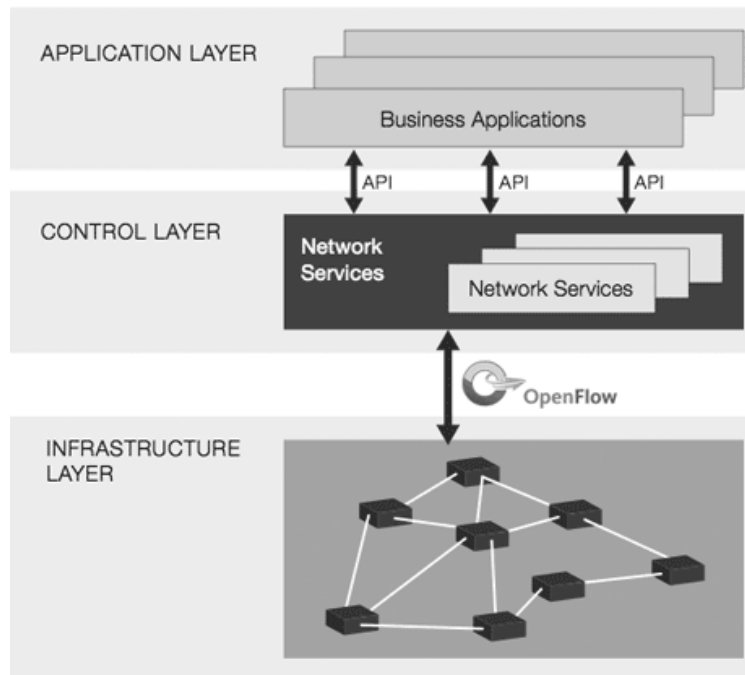 APPLICATION LAYER
Business Applications
API
API
API
CONTROL LAYER
Network
Services
Network Services
OpenFlow
INFRASTRUCTURE
LAYER